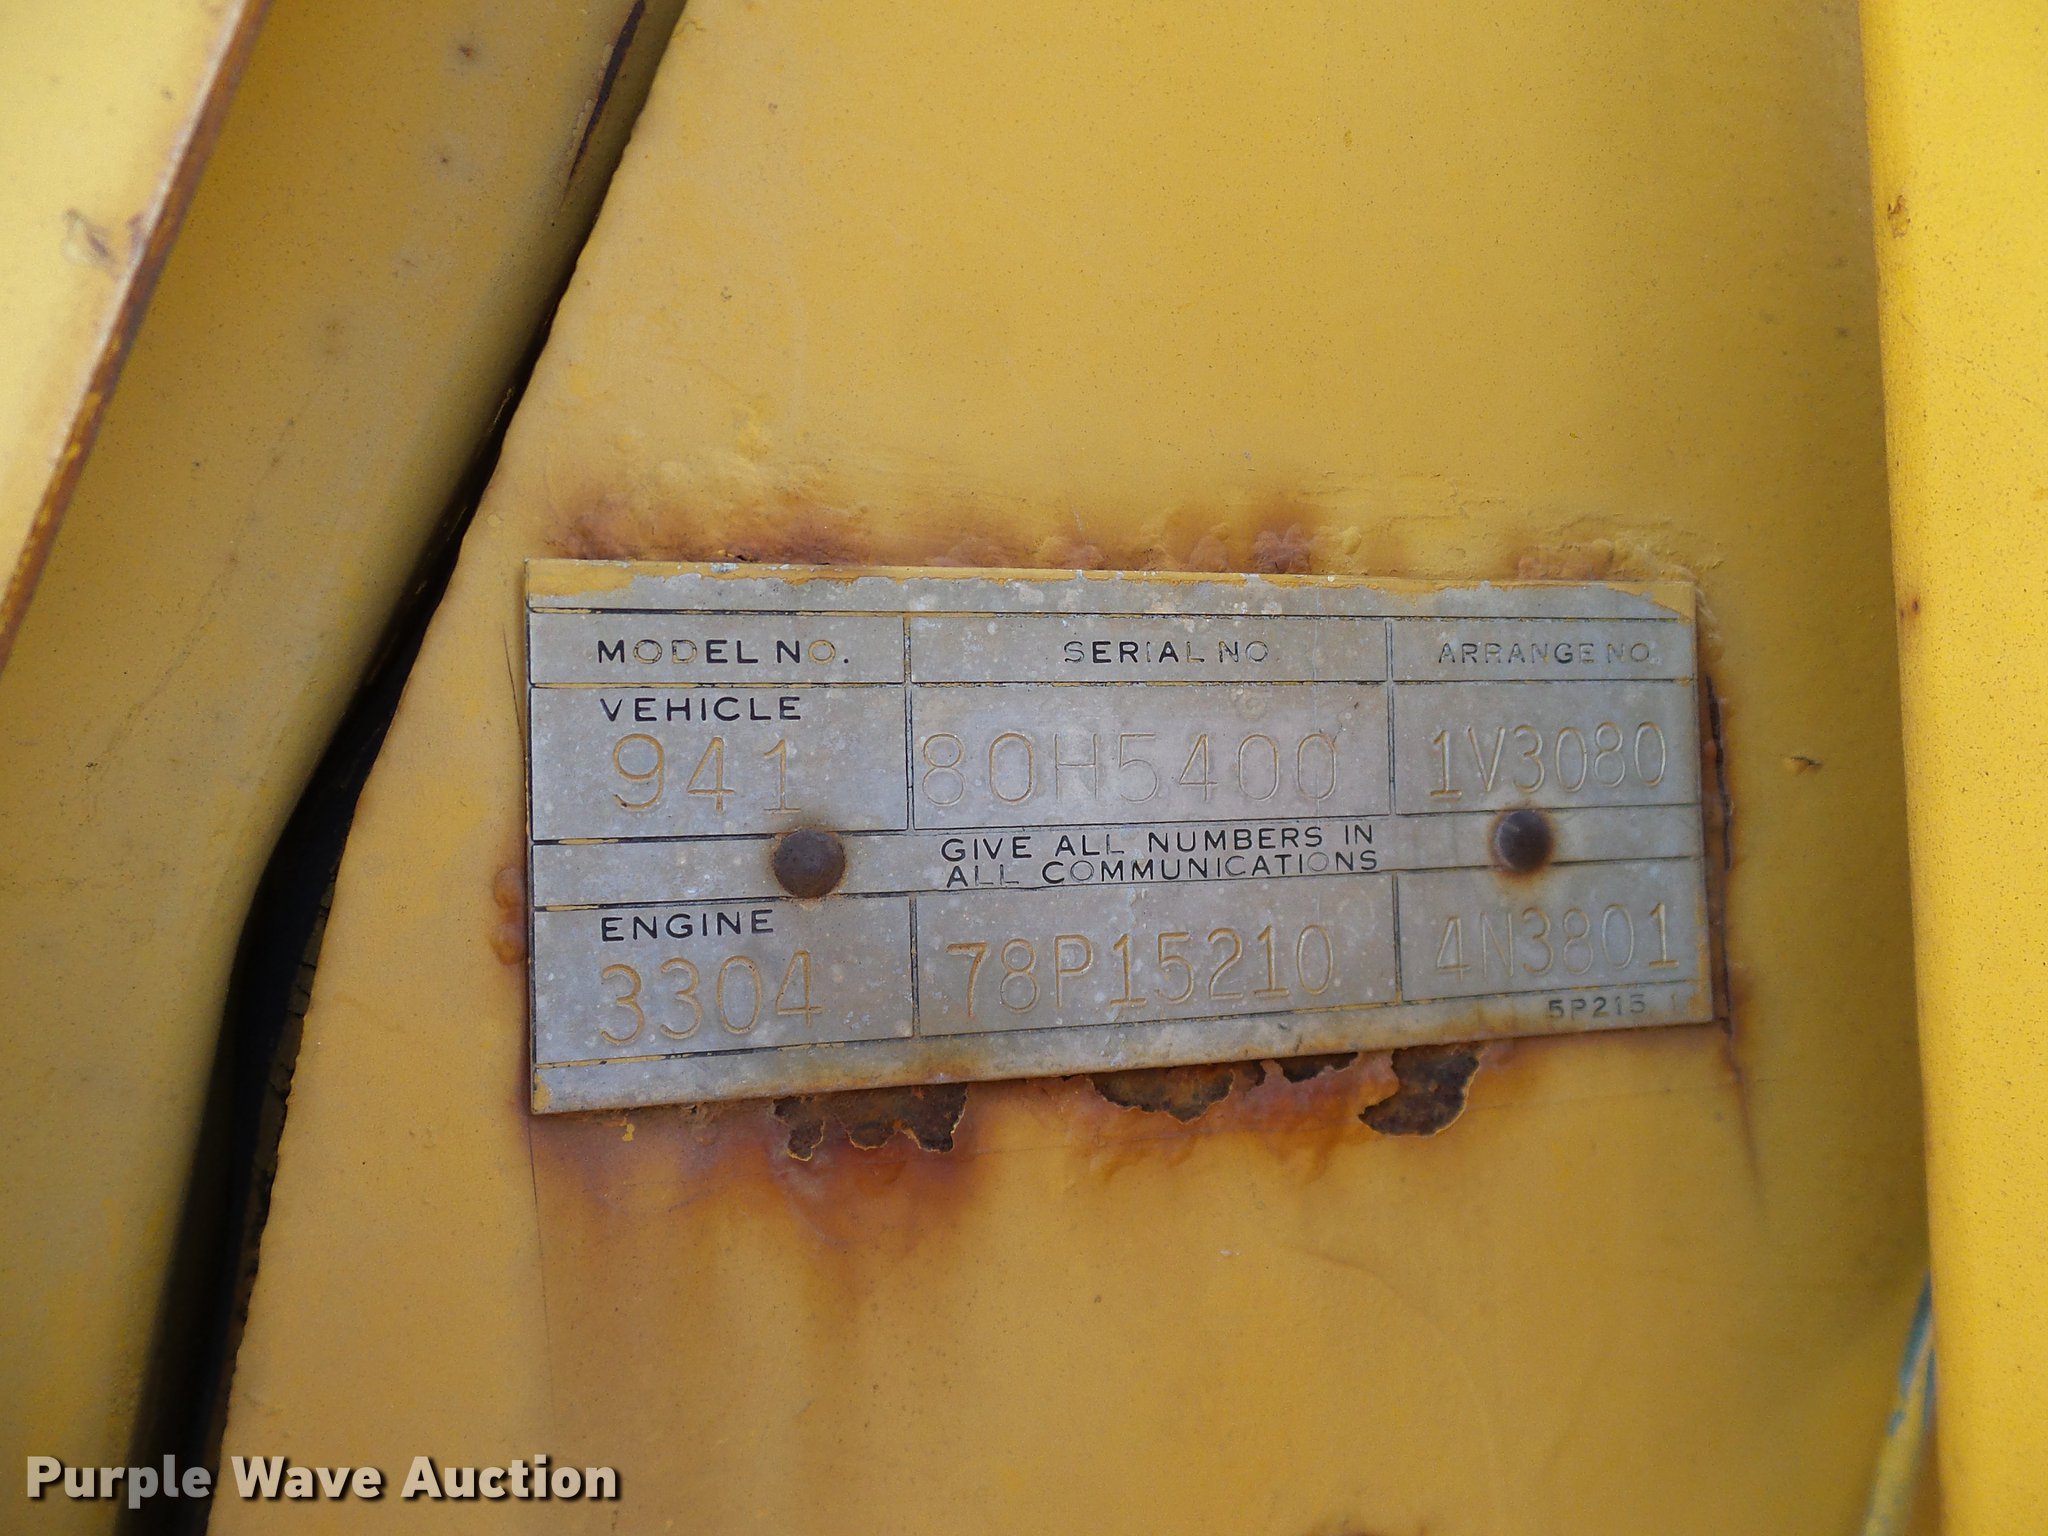 MODEL NO. SERIAL NO. ARRANGE NO.
VEHICLE
941 80H5400 1V3080
GIVE ALL NUMBERS IN
ALL COMMUNICATIONS
ENGINE
3304 78P15210 4N3801
5P215 1
Purple Wave Auction